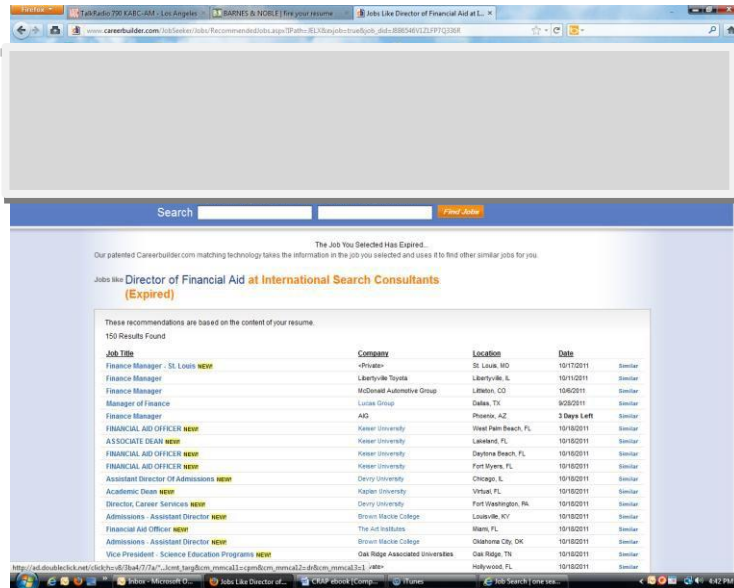 Firefox
TalkRadio 790 KABC-AM - Los Angeles
BARNES & NOBLE | fire your resume
Jobs Like Director of Financial Aid at I...
www.careerbuilder.com/JobSeeker/Jobs/RecommendedJobs.aspx?
Search
Find Jobs
The Job You Selected Has Expired...
Our patented Careerbuilder.com matching technology takes the information in the job you selected and uses it to find other similar jobs for you.
Jobs like Director of Financial Aid at International Search Consultants
(Expired)
These recommendations are based on the content of your resume.
150 Results Found
Job Title Company Location Date
Finance Manager - St. Louis NEW! <Private> St. Louis, MO 10/17/2011 Similar
Finance Manager Libertyville Toyota Libertyville, IL 10/11/2011 Similar
Finance Manager McDonald Automotive Group Littleton, CO 10/6/2011 Similar
Manager of Finance Lucas Group Dallas, TX 9/28/2011 Similar
Finance Manager AIG Phoenix, AZ 3 Days Left Similar
FINANCIAL AID OFFICER NEW! Keiser University West Palm Beach, FL 10/18/2011 Similar
ASSOCIATE DEAN NEW! Keiser University Lakeland, FL 10/18/2011 Similar
FINANCIAL AID OFFICER NEW! Keiser University Daytona Beach, FL 10/18/2011 Similar
FINANCIAL AID OFFICER NEW! Keiser University Fort Myers, FL 10/18/2011 Similar
Assistant Director Of Admissions NEW! Devry University Chicago, IL 10/18/2011 Similar
Academic Dean NEW! Kaplan University Virtual, FL 10/18/2011 Similar
Director, Career Services NEW! Devry University Fort Washington, PA 10/18/2011 Similar
Admissions - Assistant Director NEW! Brown Mackie College Louisville, KY 10/18/2011 Similar
Financial Aid Officer NEW! The Art Institutes Miami, FL 10/18/2011 Similar
Admissions - Assistant Director NEW! Brown Mackie College Oklahoma City, OK 10/18/2011 Similar
Vice President - Science Education Programs NEW! Oak Ridge Associated Universities Oak Ridge, TN 10/18/2011 Similar
vate> Hollywood, FL 10/18/2011 Similar
Inbox - Microsoft O... Jobs Like Director of... CRAP ebook [Comp... iTunes Job Search | one sea... 4:42 PM